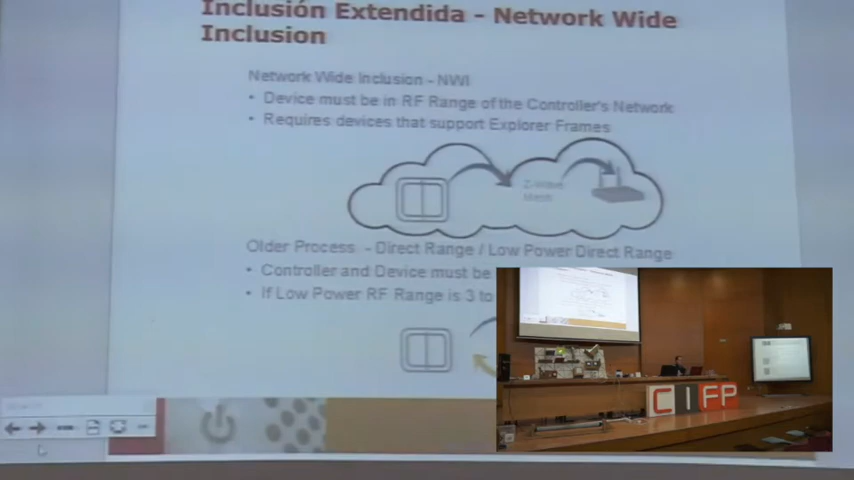 Inclusión Extendida - Network Wide
Inclusion
Network Wide Inclusion - NWI
• Device must be in RF Range of the Controller's Network
• Requires devices that support Explorer Frames
Z-Wave
Mesh
Older Process - Direct Range / Low Power Direct Range
• Controller and Device must be
• If Low Power RF Range is 3 to
CIFP